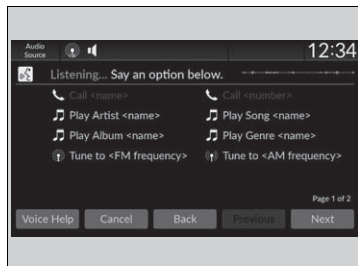 Audio
Source
12:34
Listening... Say an option below.
Call <name>
Call <number>
Play Artist <name>
Play Song <name>
Play Album <name>
Play Genre <name>
Tune to <FM frequency>
Tune to <AM frequency>
Page 1 of 2
Voice Help
Cancel
Back
Previous
Next